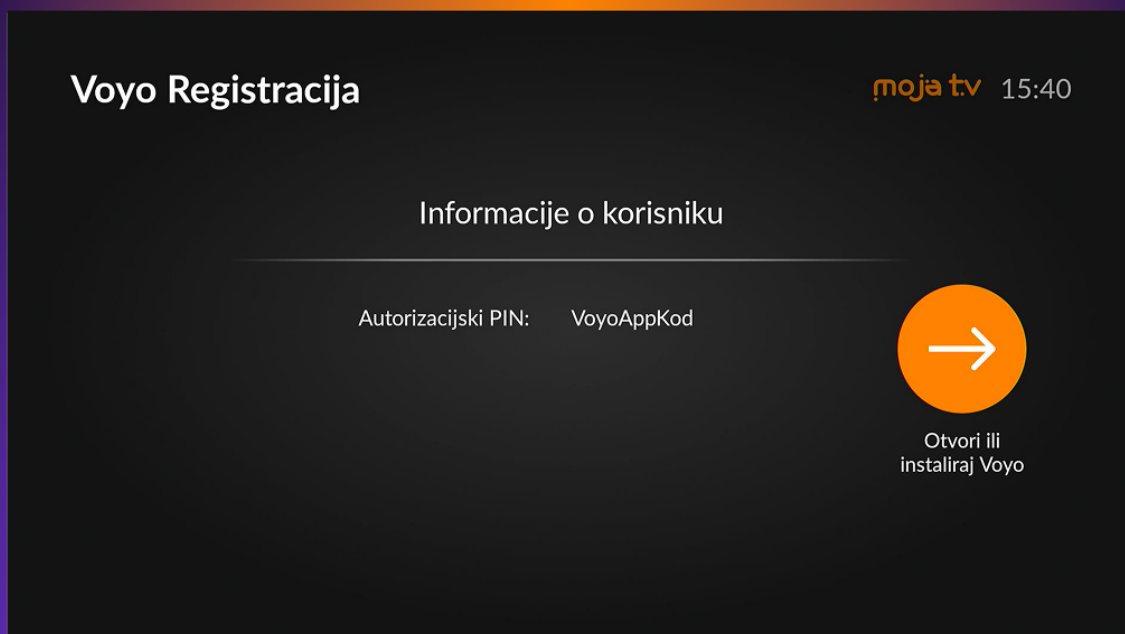 Voyo Registracija
moja tv 15:40
Informacije o korisniku
Autorizacijski PIN: VoyoAppKod
Otvori ili
instaliraj Voyo